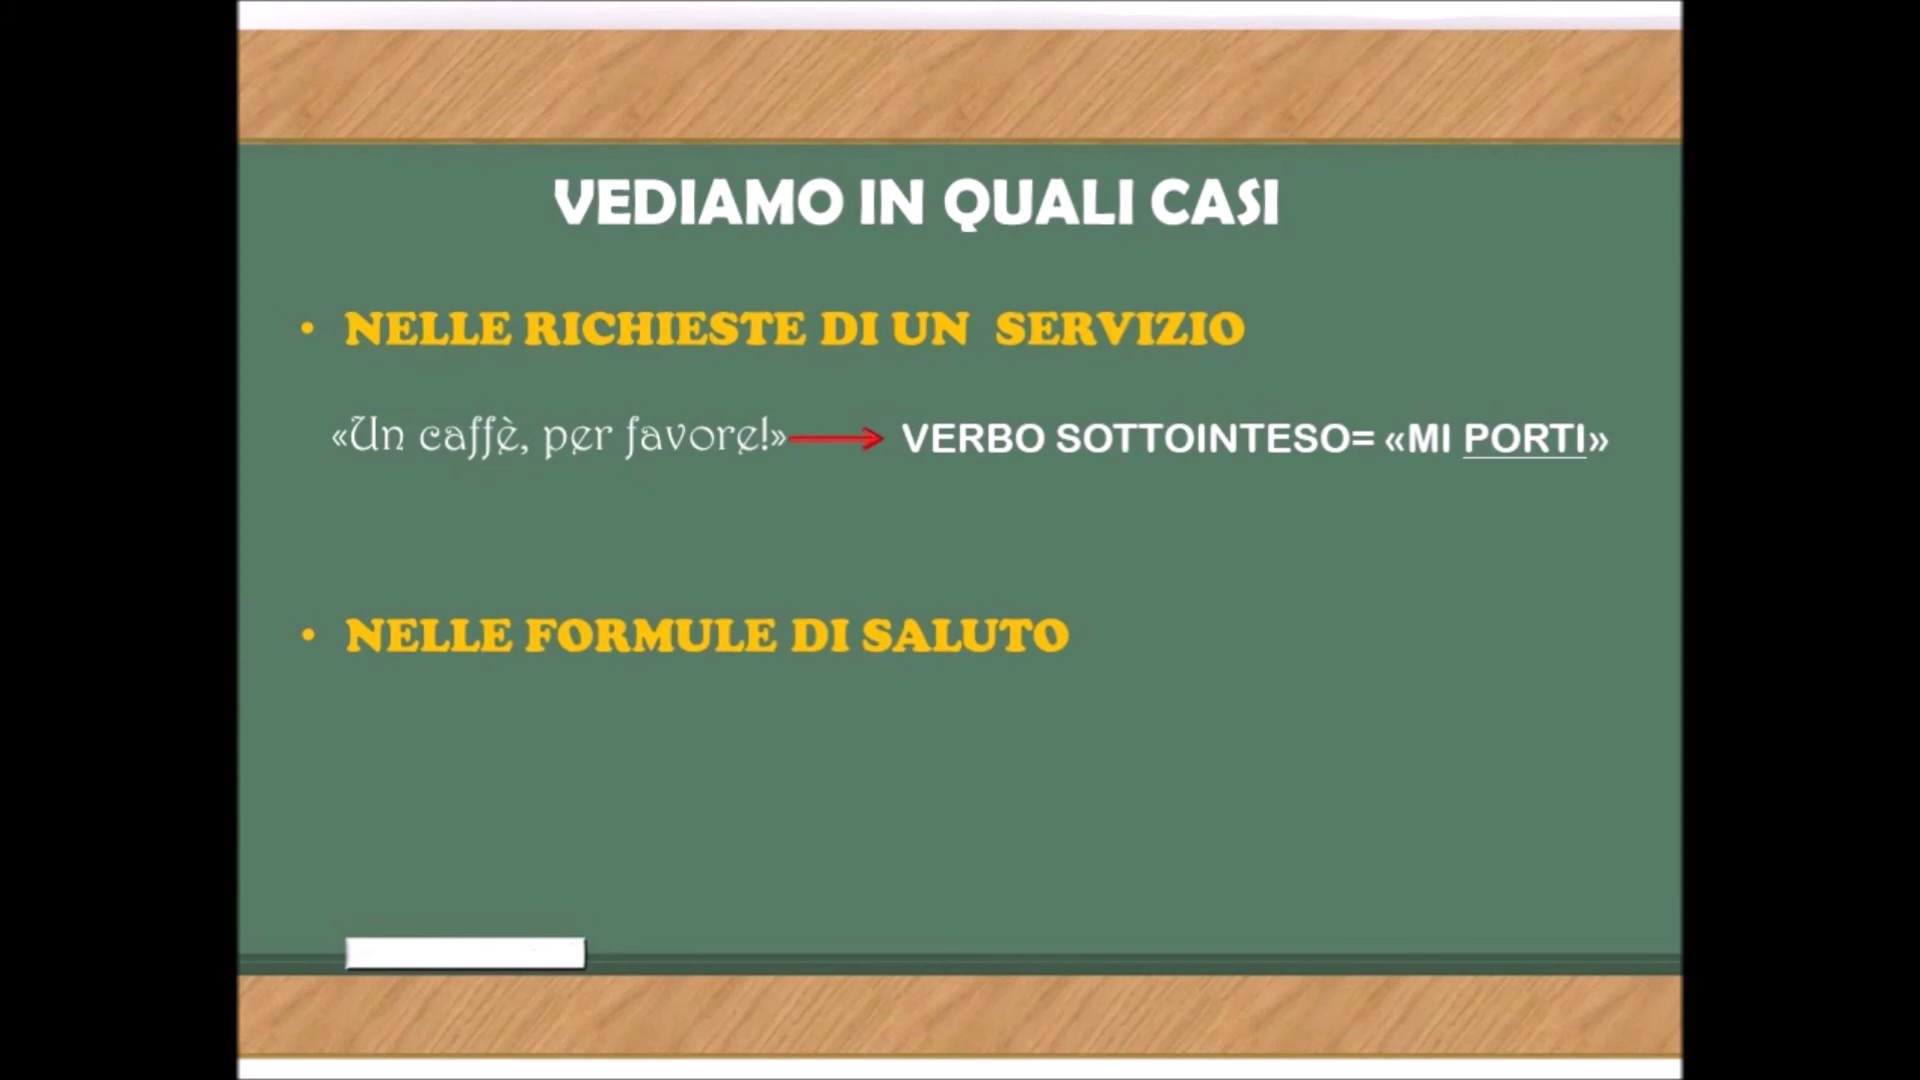 VEDIAMO IN QUALI CASI
• NELLE RICHIESTE DI UN SERVIZIO
«Un caffè, per favore!» VERBO SOTTOINTESO= «MI PORTI»
• NELLE FORMULE DI SALUTO